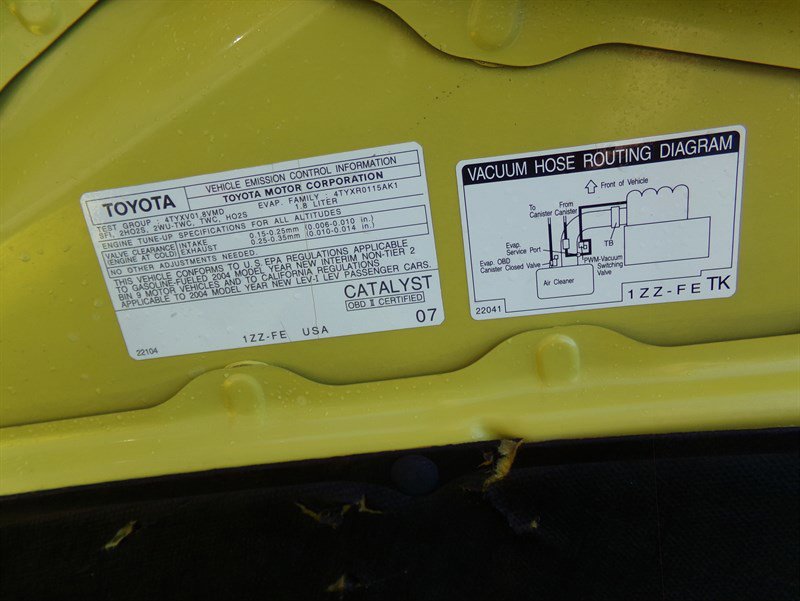 TOYOTA
VEHICLE EMISSION CONTROL INFORMATION
TOYOTA MOTOR CORPORATION
TEST GROUP : 4TYXV01.8VMD EVAP. FAMILY : 4TYXR0115AK1
SFI, 2HO2S, 2WU-TWC, TWC, HO2S 1.8 LITER
ENGINE TUNE-UP SPECIFICATIONS FOR ALL ALTITUDES
VALVE CLEARANCE INTAKE 0.15-0.25mm (0.006-0.010 in.)
(ENGINE AT COLD) EXHAUST 0.25-0.35mm (0.010-0.014 in.)
NO OTHER ADJUSTMENTS NEEDED.
THIS VEHICLE CONFORMS TO U.S.EPA REGULATIONS APPLICABLE
TO GASOLINE-FUELED 2004 MODEL YEAR NEW INTERIM NON-TIER 2
BIN 9 MOTOR VEHICLES AND TO CALIFORNIA REGULATIONS
APPLICABLE TO 2004 MODEL YEAR NEW LEV-I LEV PASSENGER CARS.
CATALYST
OBD II CERTIFIED
07
1ZZ-FE USA
22104
VACUUM HOSE ROUTING DIAGRAM
Front of Vehicle
To
Canister
From
Canister
TB
Evap.
Service Port
Evap. OBD
Canister Closed Valve
PWM-Vacuum
Switching
Valve
Air Cleaner
22041
1ZZ-FE TK